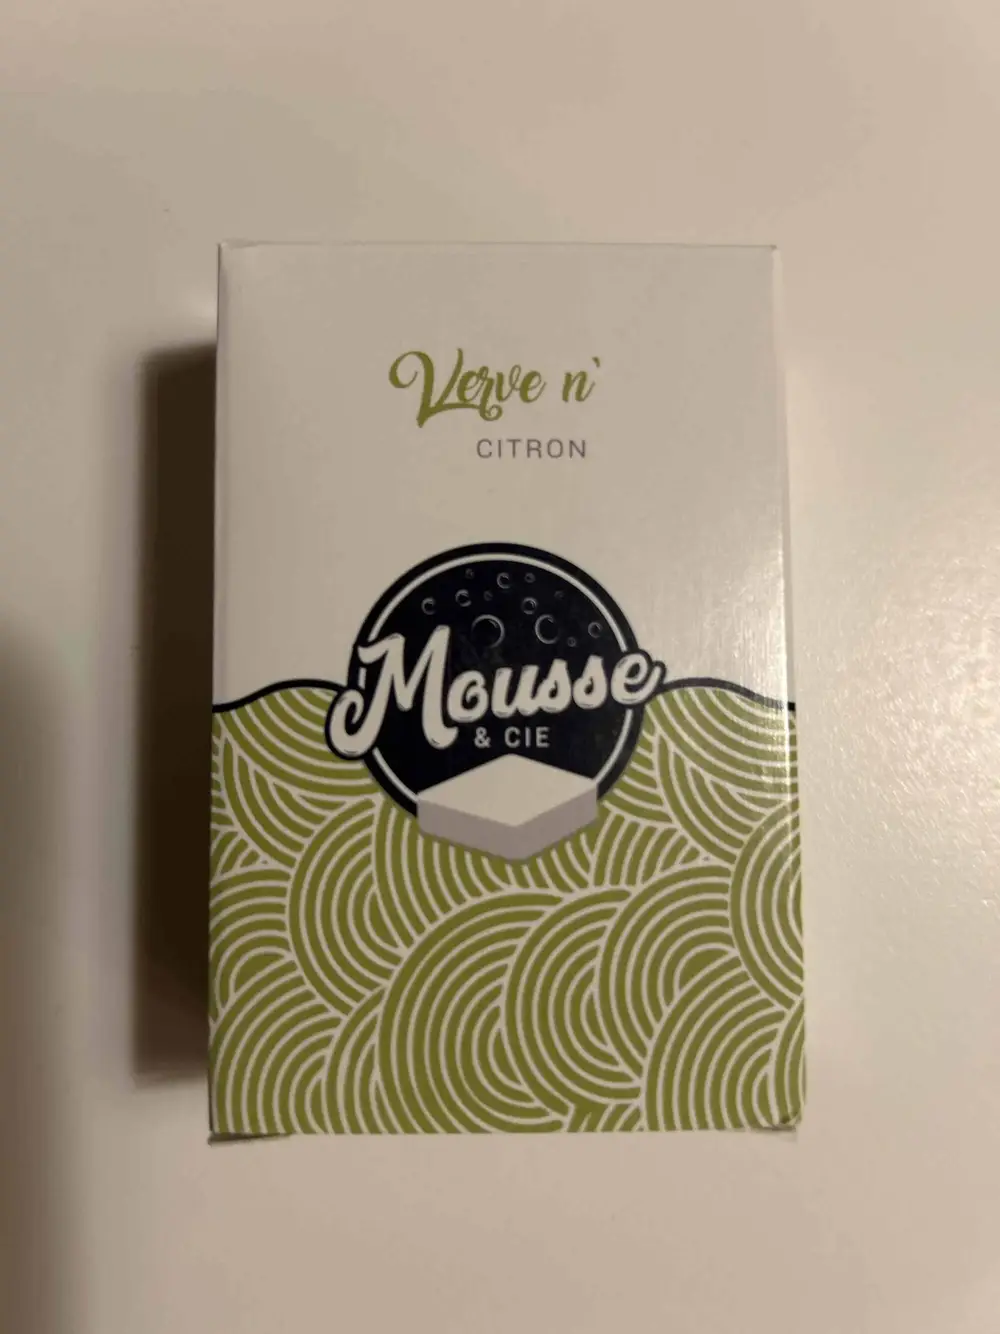 Verve n'
CITRON
Mousse
& CIE